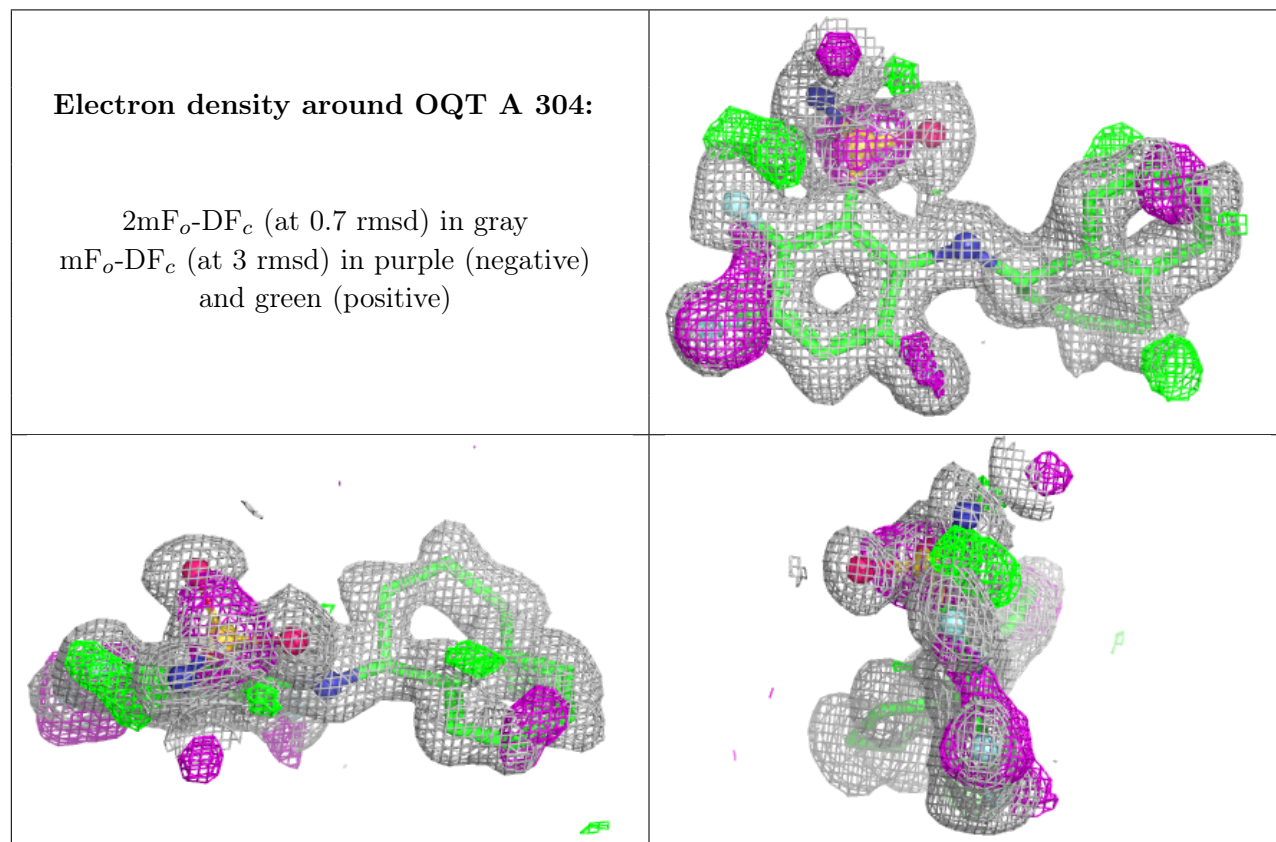 Electron density around OQT A 304:
2mFo-DFc (at 0.7 rmsd) in gray
mFo-DFc (at 3 rmsd) in purple (negative)
and green (positive)